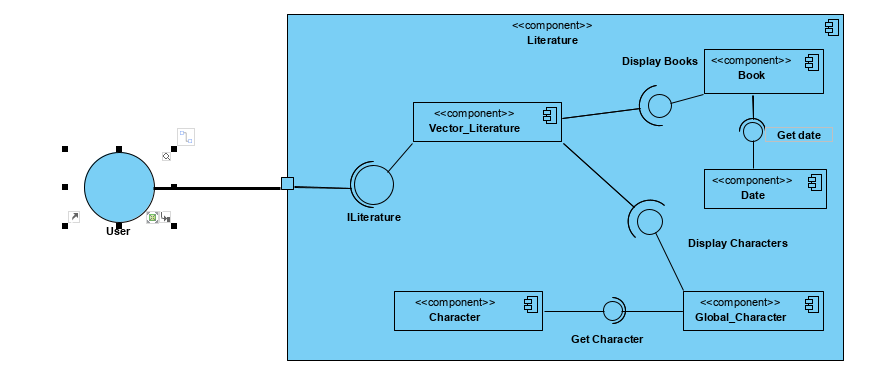 <<component>>
Literature
Display Books
<<component>>
Book
<<component>>
Vector_Literature
Get date
<<component>>
Date
ILiterature
User
Display Characters
<<component>>
Character
<<component>>
Global_Character
Get Character